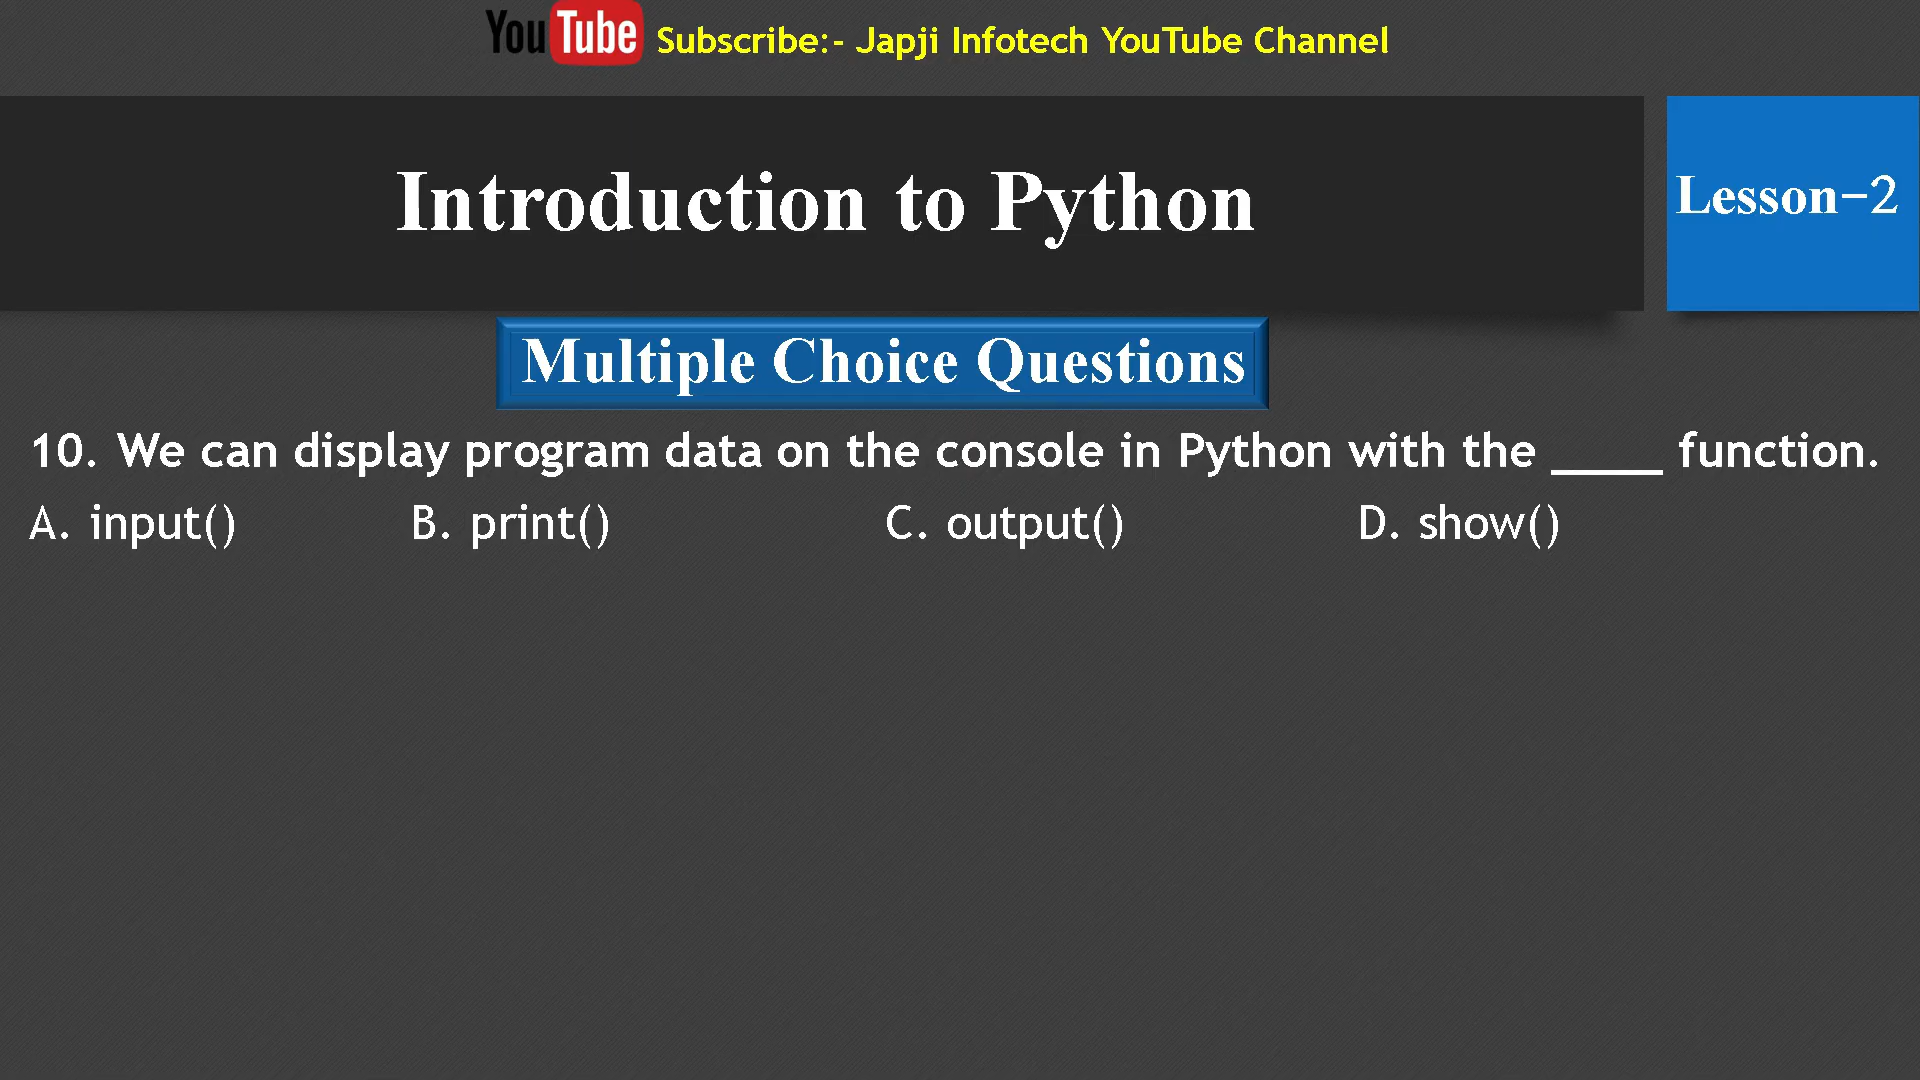 YouTube Subscribe:- Japji Infotech YouTube Channel
Introduction to Python
Lesson-2
Multiple Choice Questions
10. We can display program data on the console in Python with the ____ function.
A. input() B. print() C. output() D. show()